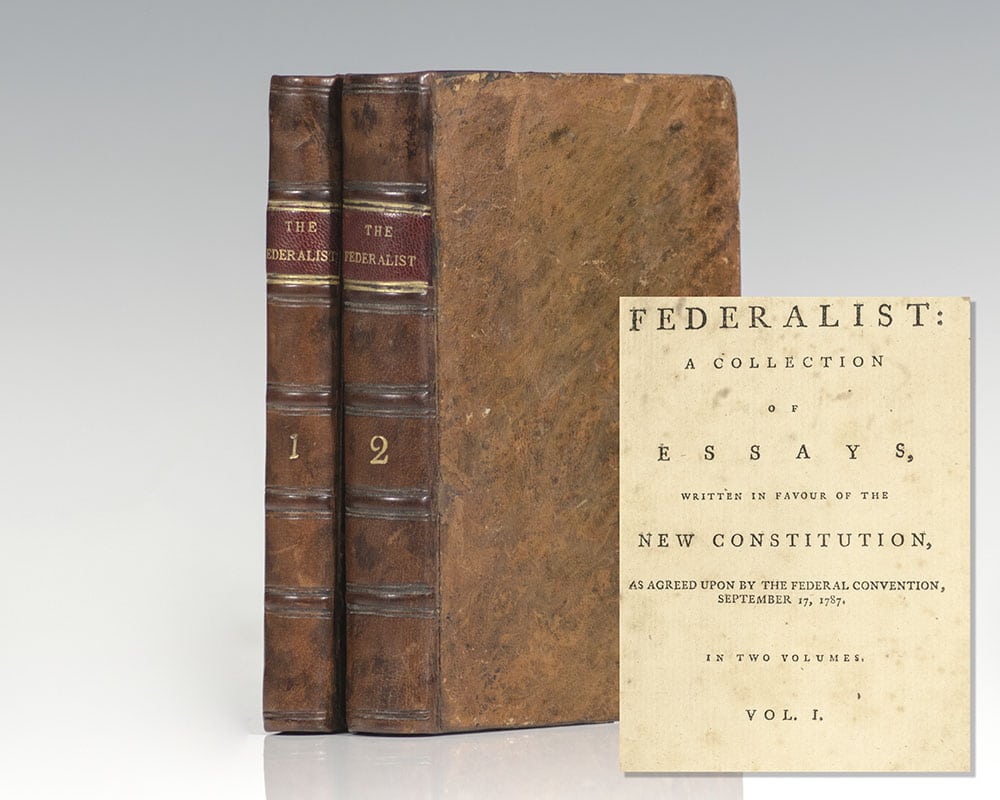 THE
FEDERALIST
1
THE
FEDERALIST
2
FEDERALIST:
A COLLECTION
OF
ESSAYS,
WRITTEN IN FAVOUR OF THE
NEW CONSTITUTION,
AS AGREED UPON BY THE FEDERAL CONVENTION,
SEPTEMBER 17, 1787.
IN TWO VOLUMES.
VOL. I.